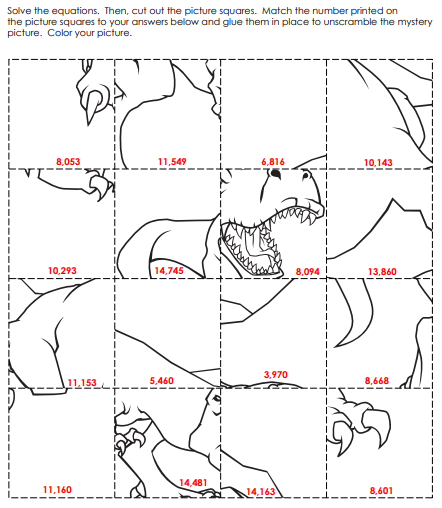 Solve the equations. Then, cut out the picture squares. Match the number printed on
the picture squares to your answers below and glue them in place to unscramble the mystery
picture. Color your picture.
8,053 11,549 6,816 10,143
10,293 14,745 8,094 13,860
11,153 5,460 3,970 8,668
11,160 14,481 14,163 8,601